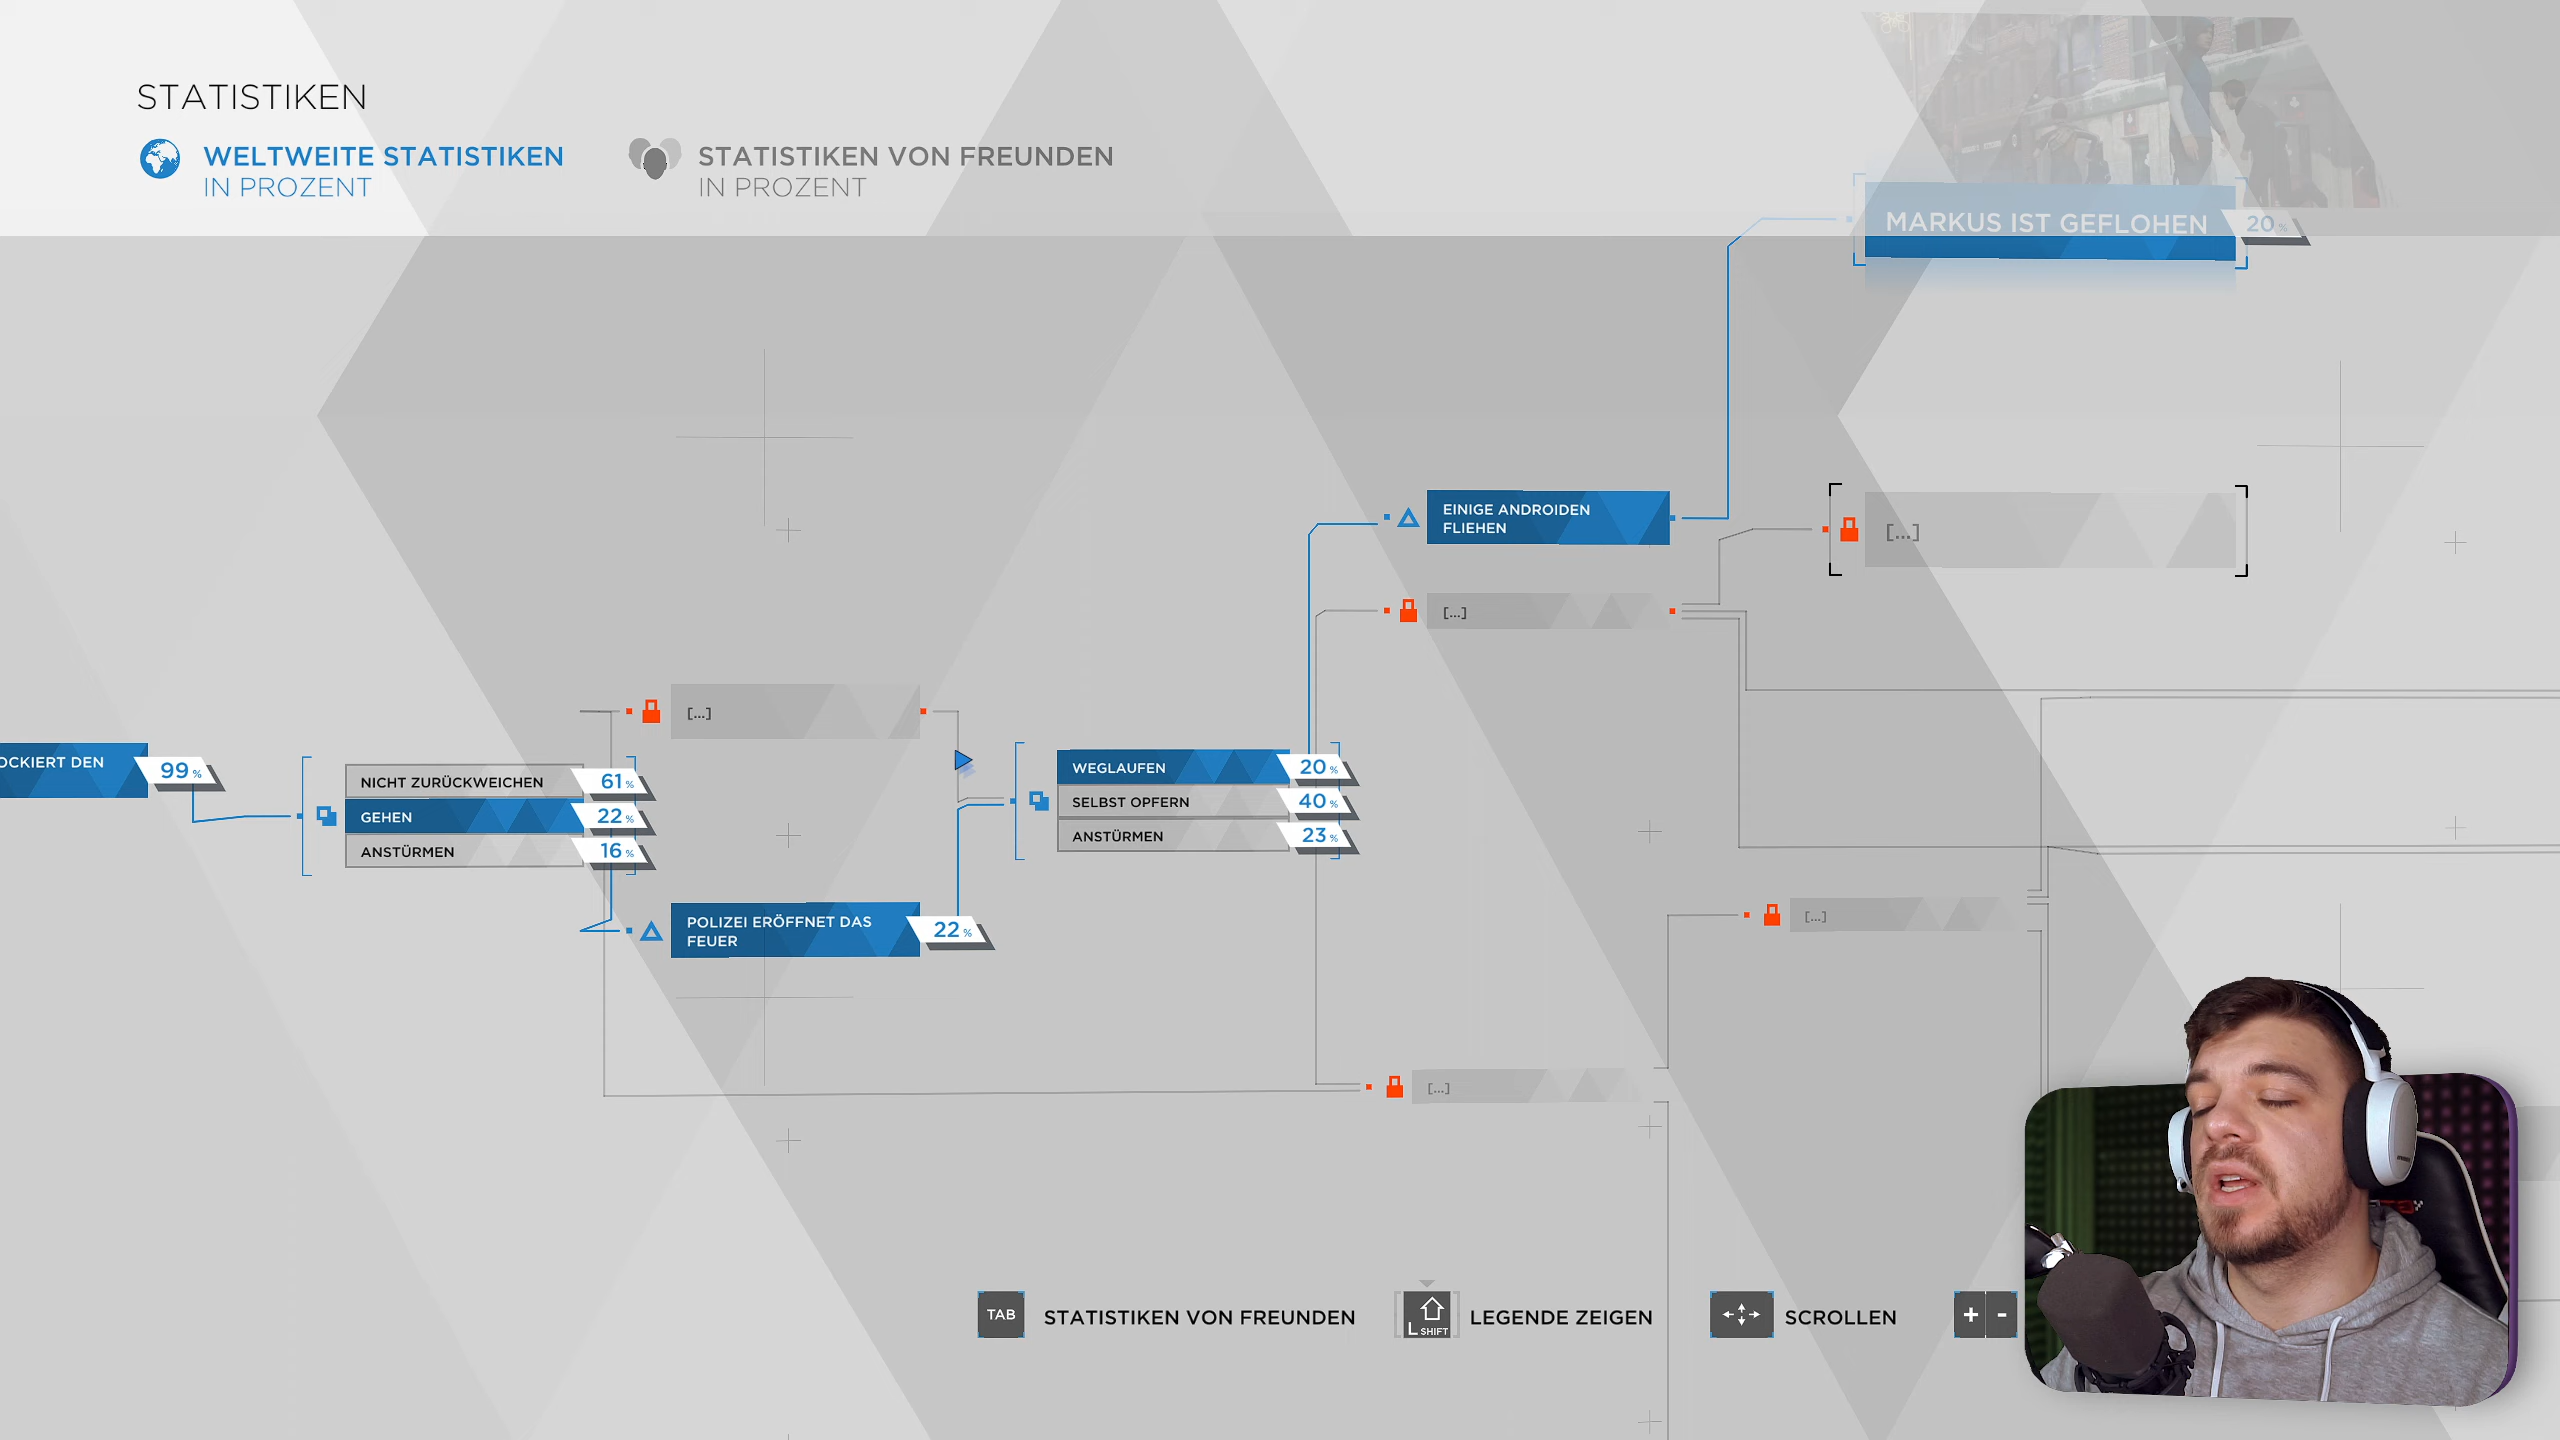 STATISTIKEN
WELTWEITE STATISTIKEN
IN PROZENT
STATISTIKEN VON FREUNDEN
IN PROZENT
MARKUS IST GEFLOHEN
20%
EINIGE ANDROIDEN
FLIEHEN
[...]
[...]
[...]
OCKIERT DEN
99%
NICHT ZURÜCKWEICHEN
61%
GEHEN
22%
ANSTÜRMEN
16%
WEGLAUFEN
20%
SELBST OPFERN
40%
ANSTÜRMEN
23%
POLIZEI ERÖFFNET DAS
FEUER
22%
[...]
[...]
TAB
STATISTIKEN VON FREUNDEN
L SHIFT
LEGENDE ZEIGEN
SCROLLEN
+ -